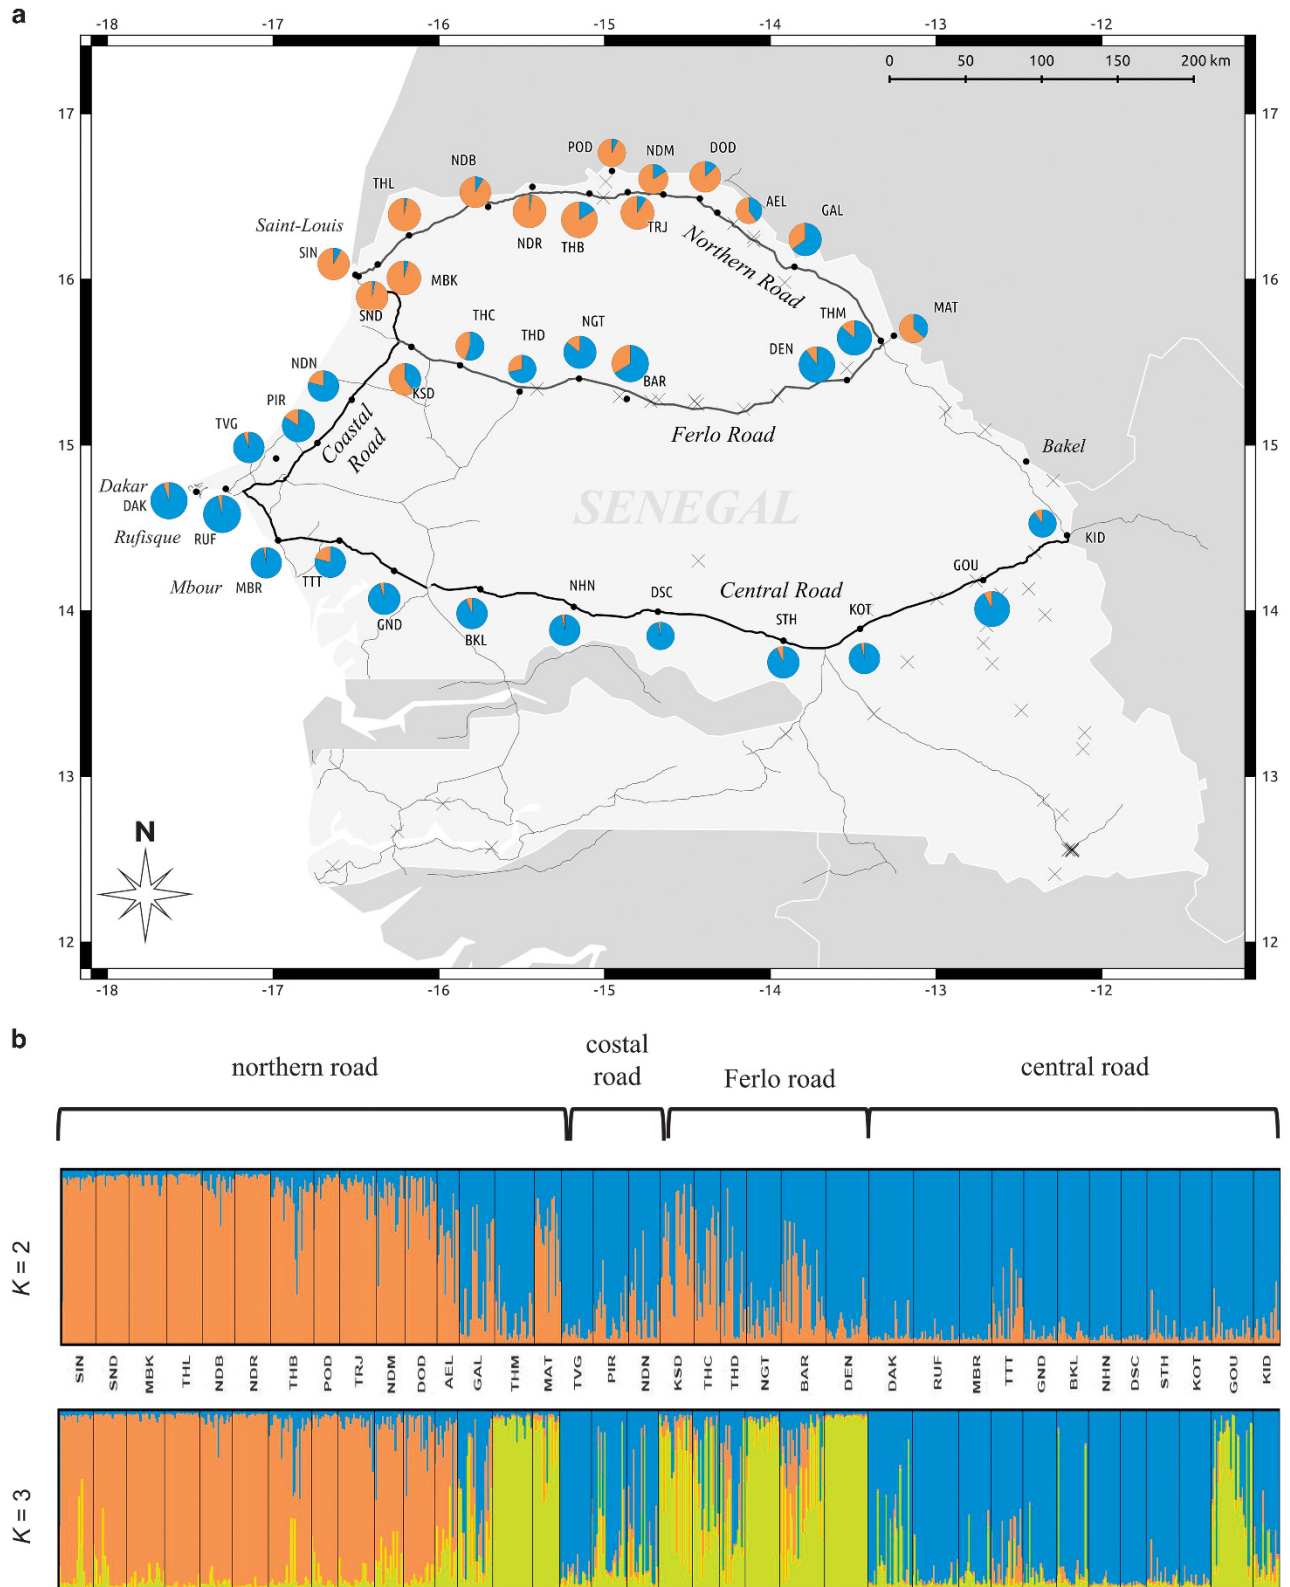 a
-18 -17 -16 -15 -14 -13 -12
0 50 100 150 200 km
17 17
POD NDM DOD
NDB
THL AEL
GAL
Saint-Louis
NDR THB TRJ
Northern Road
SIN
16 16
MBK
SND
THC THD NGT THM MAT
DEN
NDN
KSD BAR
PIR
Coastal
Road
TVG
Ferlo Road
15 15
Bakel
Dakar
DAK
SENEGAL
Rufisque RUF
KID
GOU
Mbour MBR TTT
Central Road
NHN DSC
GND
BKL
STH KOT
14 14
13 13
N
12 12
-18 -17 -16 -15 -14 -13 -12
b
northern road
costal
road
Ferlo road
central road
K = 2
SIN SND MBK THL NDB NDR THB POD TRJ NDM DOD AEL GAL THM MAT TVG PIR NDN KSD THC THD NGT BAR DEN DAK RUF MBR TTT GND BKL NHN DSC STH KOT GOU KID
K = 3